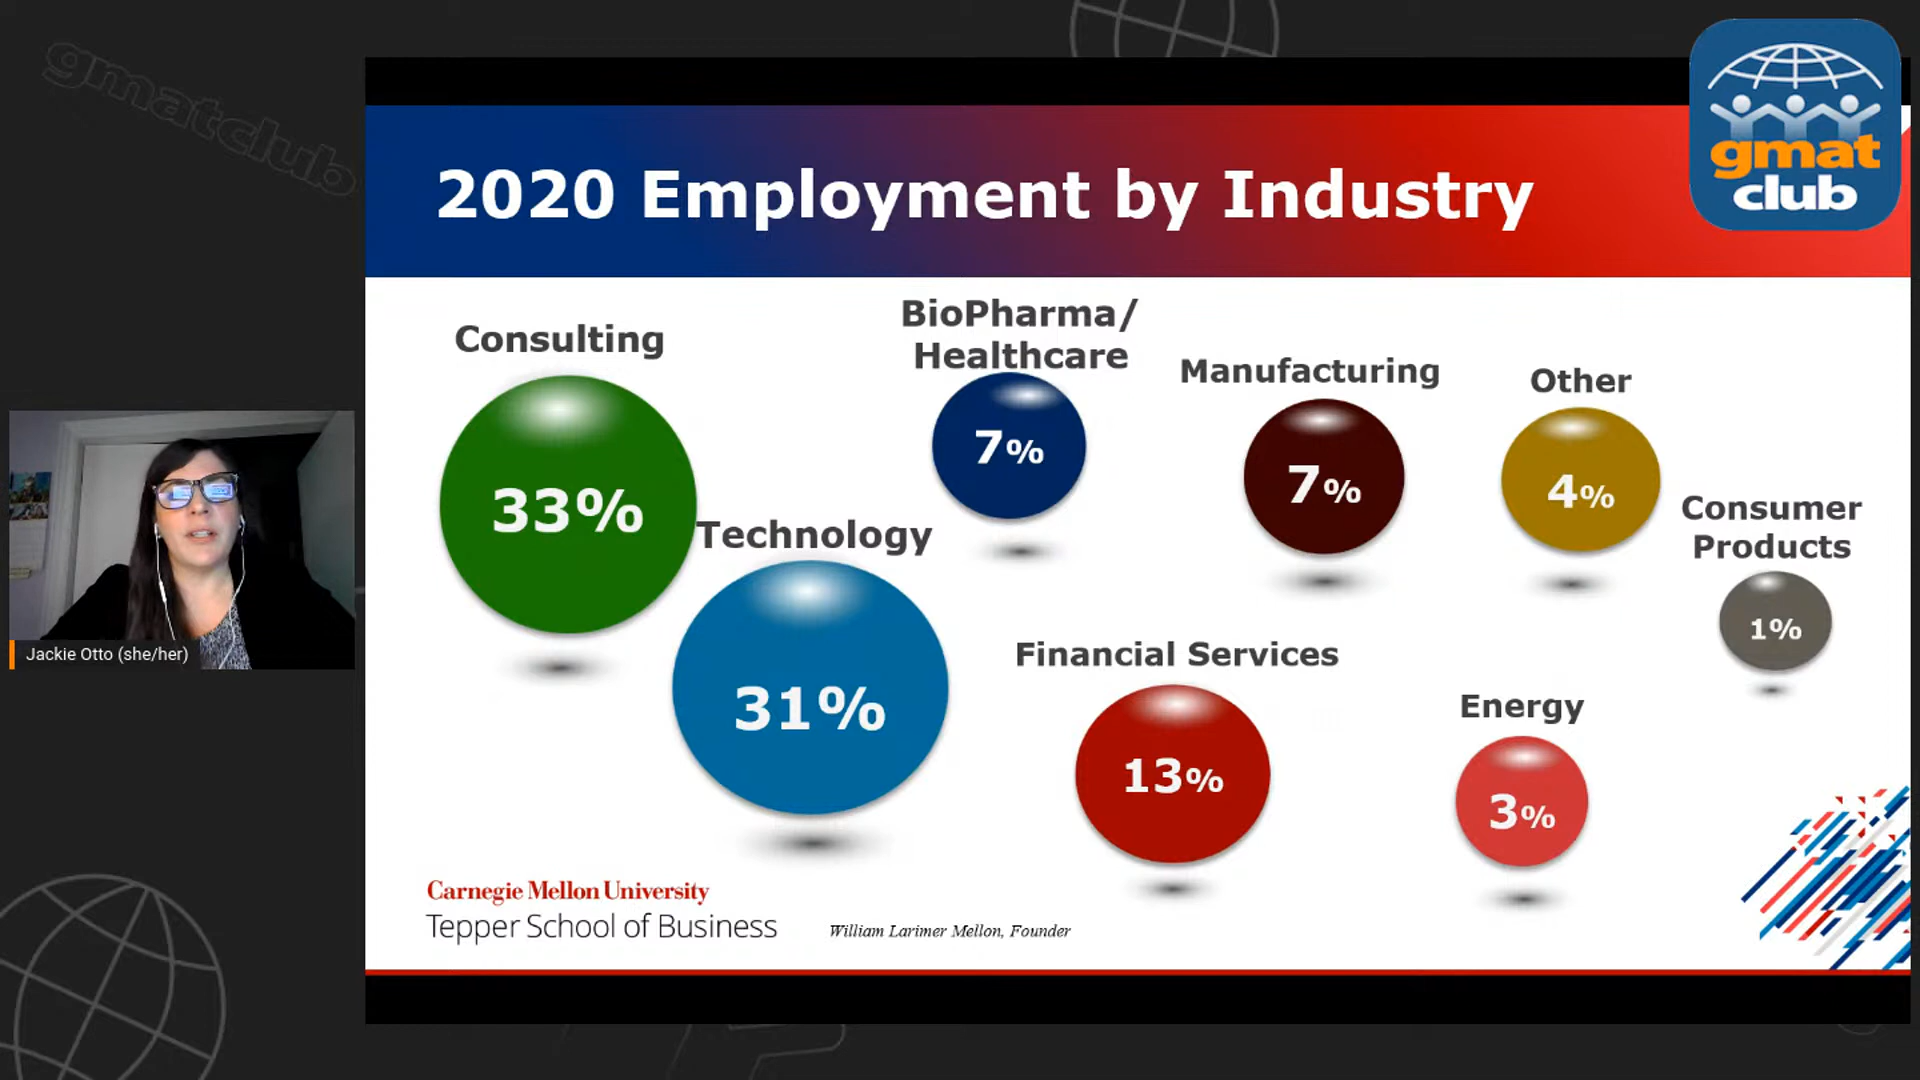 gmatclub
gmat
club
2020 Employment by Industry
Consulting
33%
Technology
31%
BioPharma/
Healthcare
7%
Manufacturing
7%
Other
4%
Consumer
Products
1%
Financial Services
13%
Energy
3%
Jackie Otto (she/her)
Carnegie Mellon University
Tepper School of Business
William Larimer Mellon, Founder